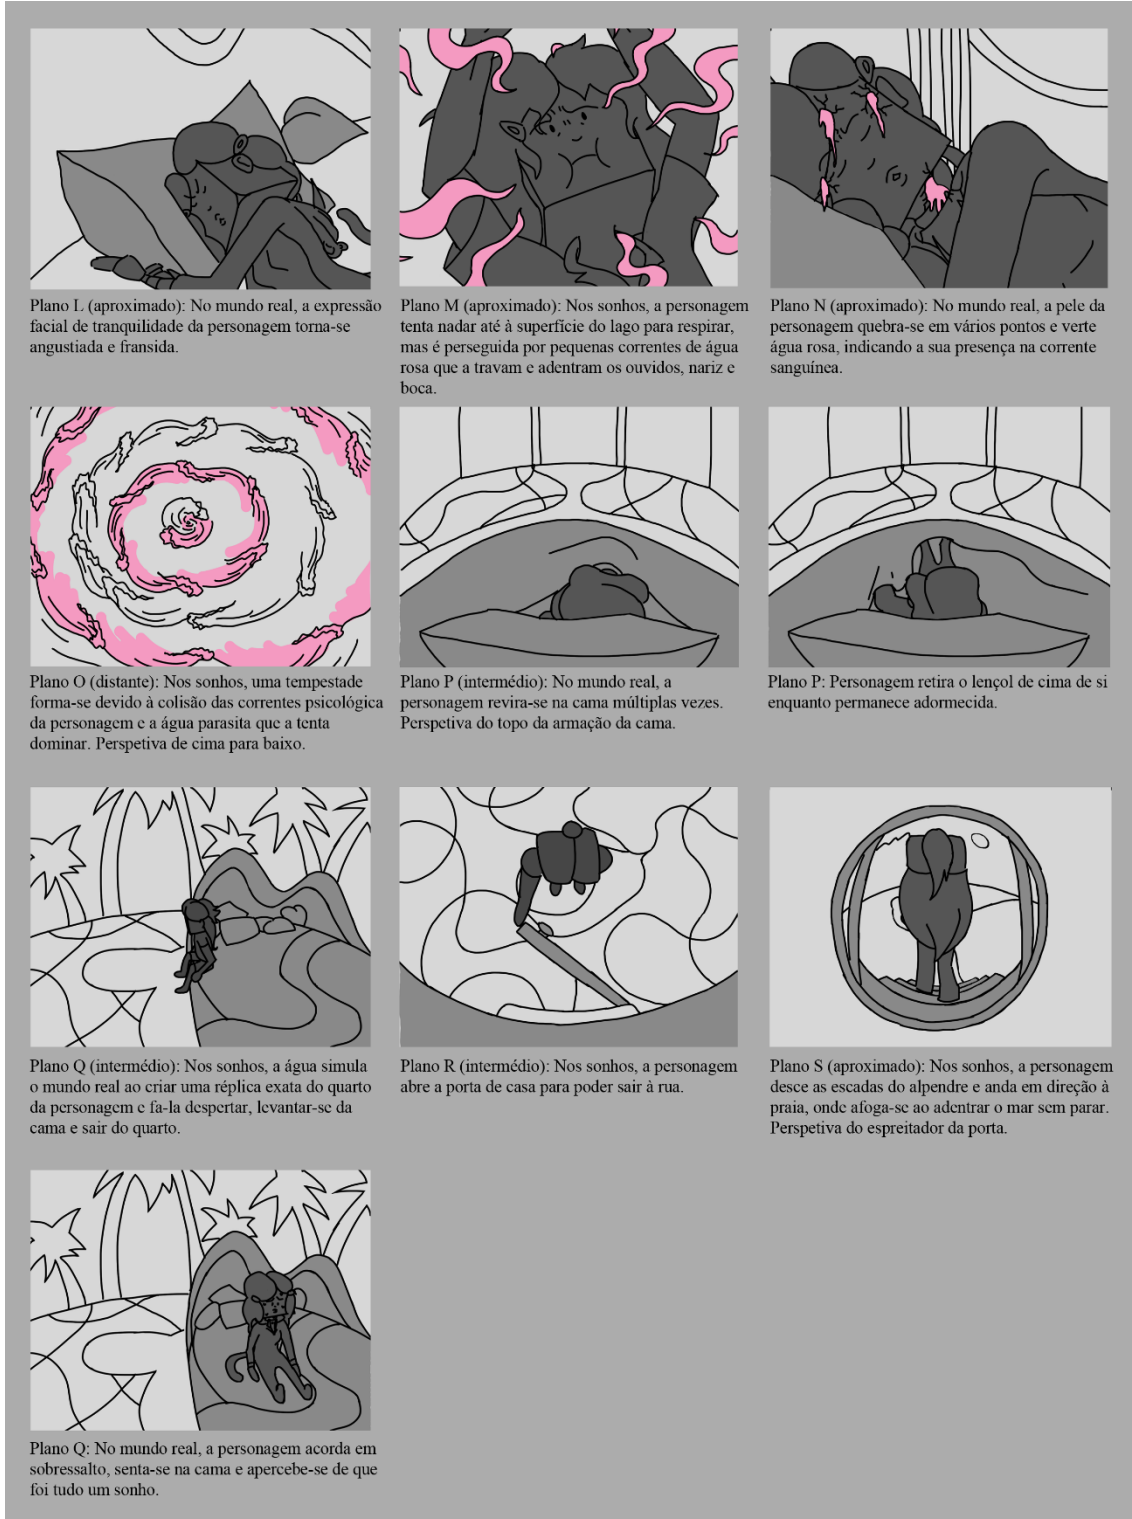 Plano L (aproximado): No mundo real, a expressão
facial de tranquilidade da personagem torna-se
angustiada e fransida.
Plano M (aproximado): Nos sonhos, a personagem
tenta nadar até à superfície do lago para respirar,
mas é perseguida por pequenas correntes de água
rosa que a travam e adentram os ouvidos, nariz e
boca.
Plano N (aproximado): No mundo real, a pele da
personagem quebra-se em vários pontos e verte
água rosa, indicando a sua presença na corrente
sanguínea.
Plano O (distante): Nos sonhos, uma tempestade
forma-se devido à colisão das correntes psicológica
da personagem e a água parasita que a tenta
dominar. Perspetiva de cima para baixo.
Plano P (intermédio): No mundo real, a
personagem revira-se na cama múltiplas vezes.
Perspetiva do topo da armação da cama.
Plano P: Personagem retira o lençol de cima de si
enquanto permanece adormecida.
Plano Q (intermédio): Nos sonhos, a água simula
o mundo real ao criar uma réplica exata do quarto
da personagem e fa-la despertar, levantar-se da
cama e sair do quarto.
Plano R (intermédio): Nos sonhos, a personagem
abre a porta de casa para poder sair à rua.
Plano S (aproximado): Nos sonhos, a personagem
desce as escadas do alpendre e anda em direção à
praia, onde afoga-se ao adentrar o mar sem parar.
Perspetiva do espreitador da porta.
Plano Q: No mundo real, a personagem acorda em
sobressalto, senta-se na cama e apercebe-se de que
foi tudo um sonho.